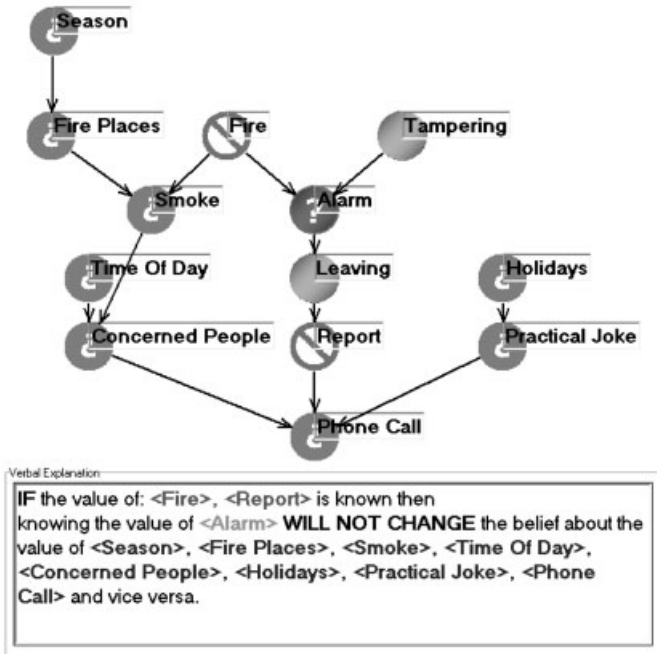 Season
Fire Places
Fire
Tampering
Smoke
Alarm
Time Of Day
Leaving
Holidays
Concerned People
Report
Practical Joke
Phone Call
Verbal Explanation
IF the value of: <Fire>, <Report> is known then
knowing the value of <Alarm> WILL NOT CHANGE the belief about the
value of <Season>, <Fire Places>, <Smoke>, <Time Of Day>,
<Concerned People>, <Holidays>, <Practical Joke>, <Phone
Call> and vice versa.